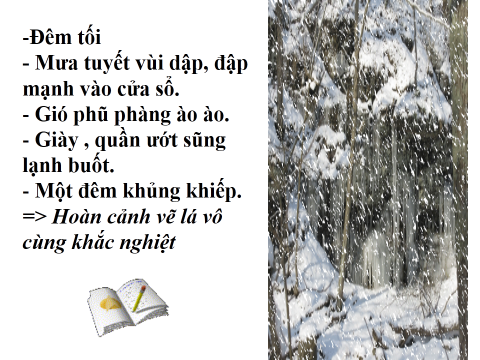 -Đêm tối
- Mưa tuyết vùi dập, đập
mạnh vào cửa sổ.
- Gió phũ phàng ào ào.
- Giày , quần ướt sũng
lạnh buốt.
- Một đêm khủng khiếp.
=> Hoàn cảnh vẽ lá vô
cùng khắc nghiệt